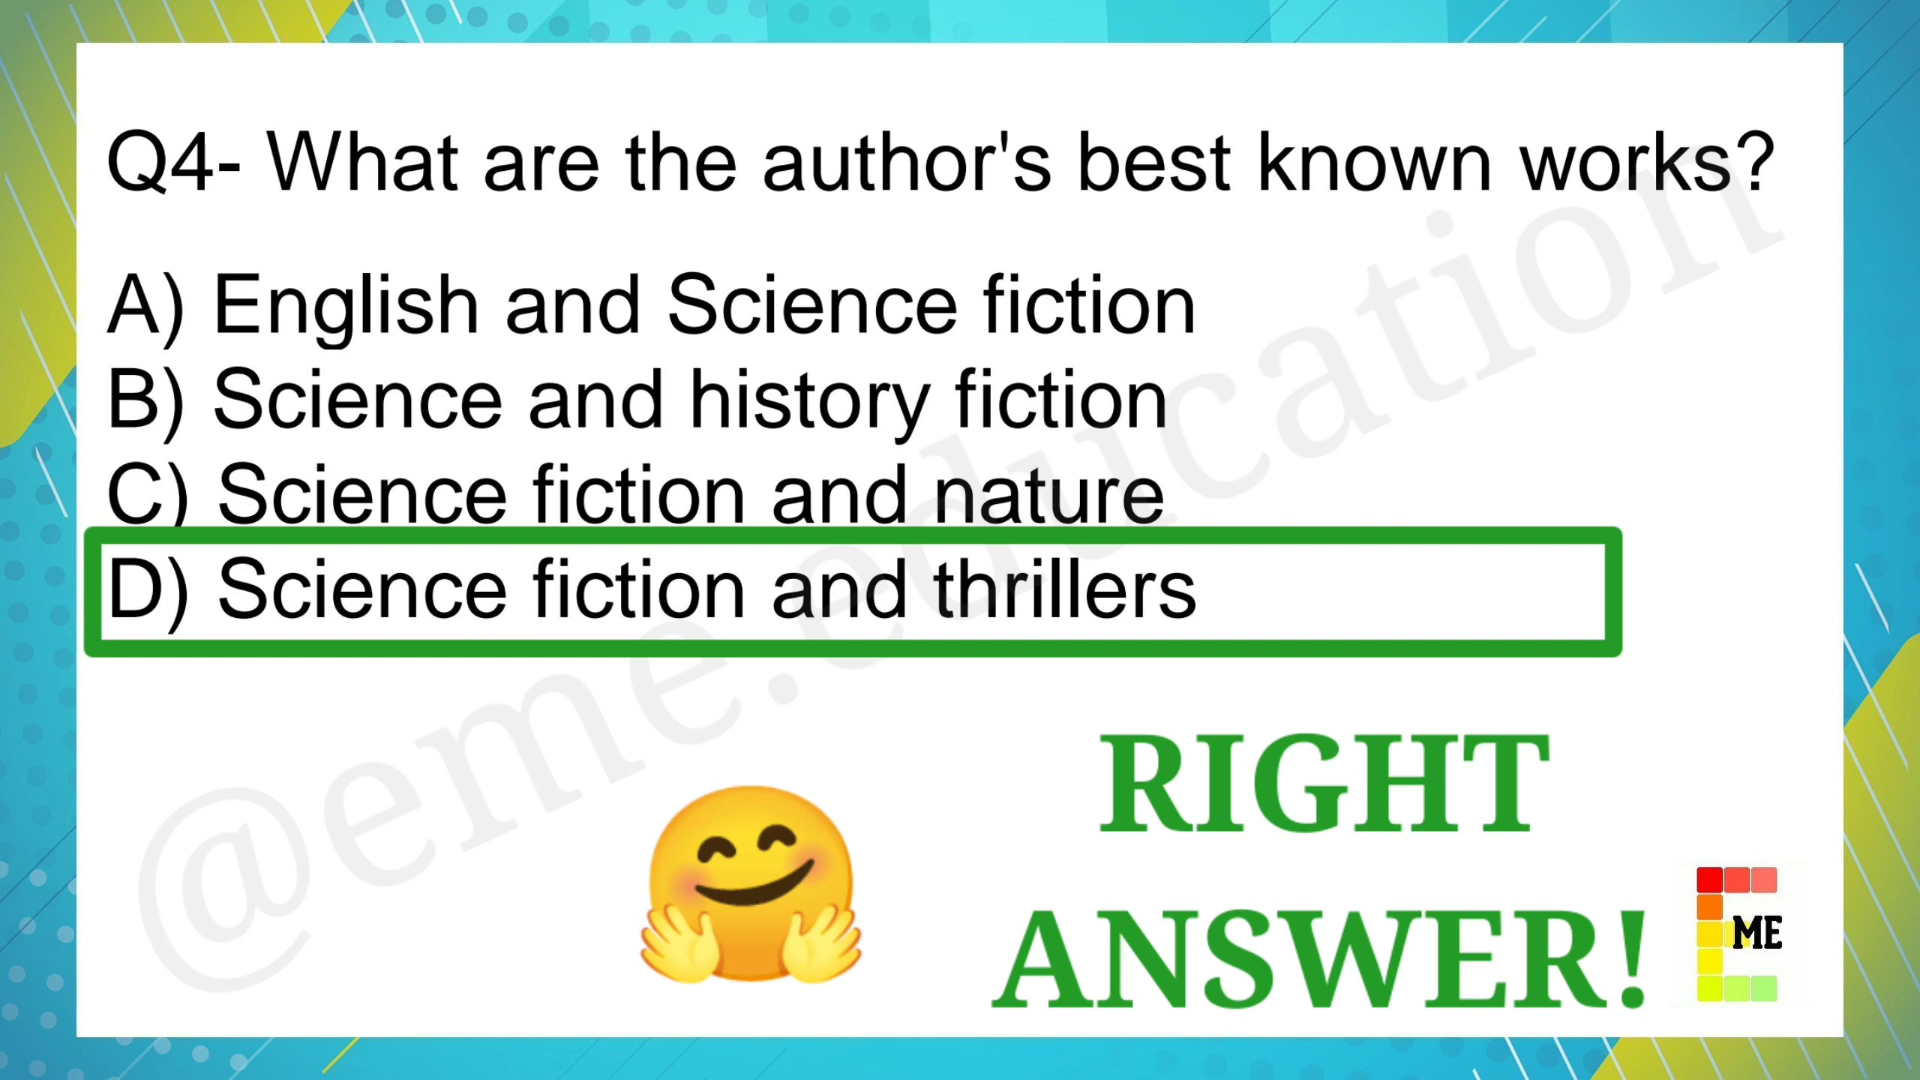 Q4- What are the author's best known works?
A) English and Science fiction
B) Science and history fiction
C) Science fiction and nature
D) Science fiction and thrillers
@eme.education
RIGHT
ANSWER!
ME